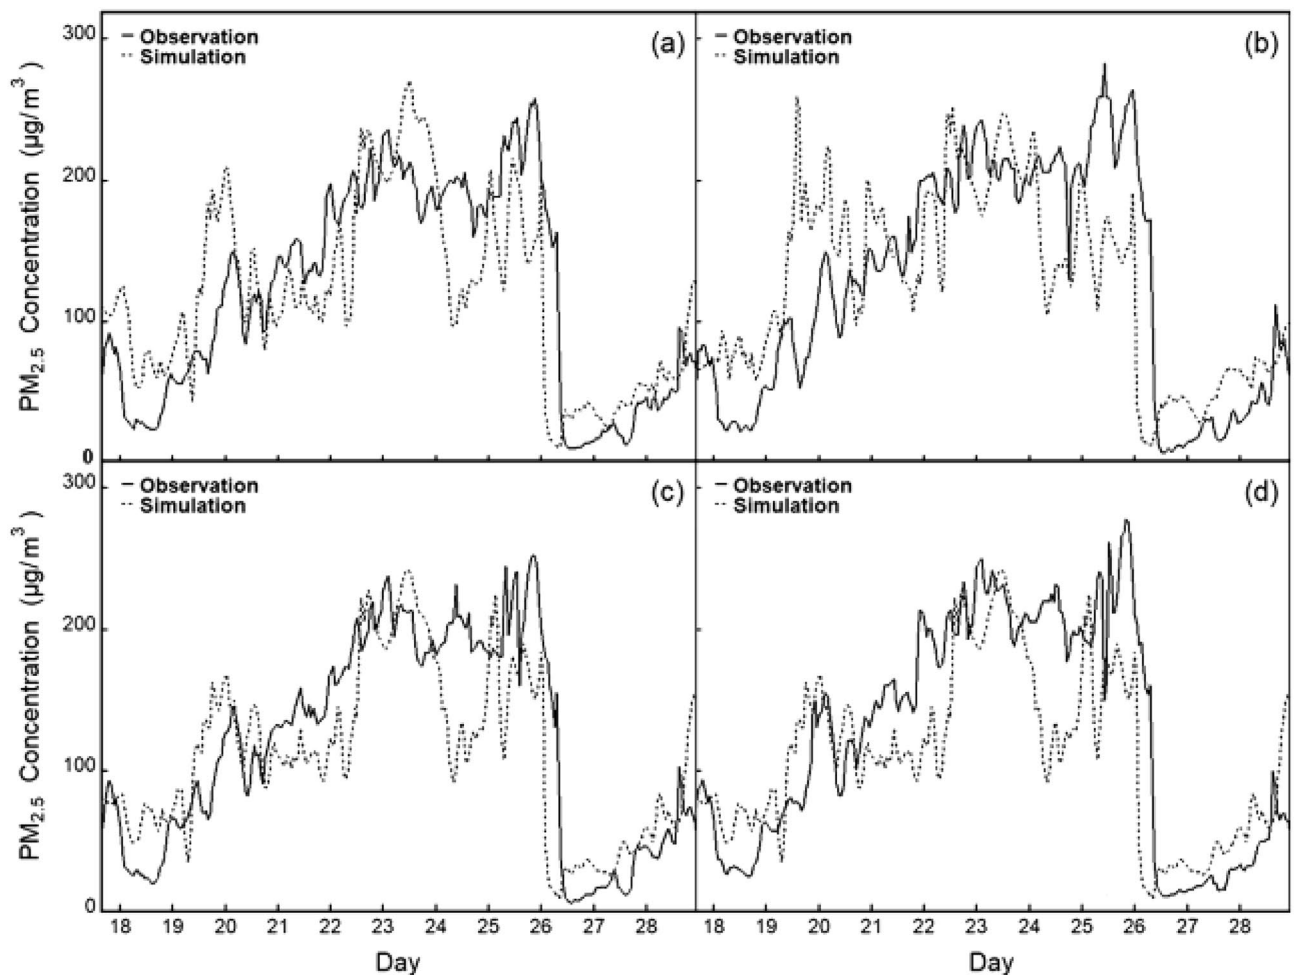 300
Observation
Simulation
(a)
Observation
Simulation
(b)
200
100
0
PM2.5 Concentration (µg/m³)
300
Observation
Simulation
(c)
Observation
Simulation
(d)
200
100
0
PM2.5 Concentration (µg/m³)
18 19 20 21 22 23 24 25 26 27 28
18 19 20 21 22 23 24 25 26 27 28
Day
Day